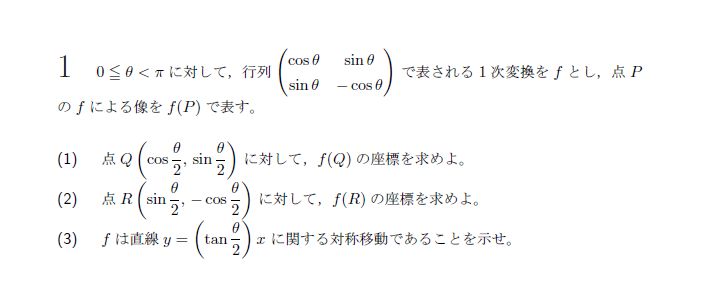 1 0≦θ<π に対して，行列 $\begin{pmatrix} \cos\theta & \sin\theta \\ \sin\theta & -\cos\theta \end{pmatrix}$ で表される 1 次変換を f とし，点 P
の f による像を f(P) で表す。
(1) 点 $Q\left(\cos\frac{\theta}{2}, \sin\frac{\theta}{2}\right)$ に対して，f(Q) の座標を求めよ。
(2) 点 $R\left(\sin\frac{\theta}{2}, -\cos\frac{\theta}{2}\right)$ に対して，f(R) の座標を求めよ。
(3) f は直線 $y = \left(\tan\frac{\theta}{2}\right)x$ に関する対称移動であることを示せ。